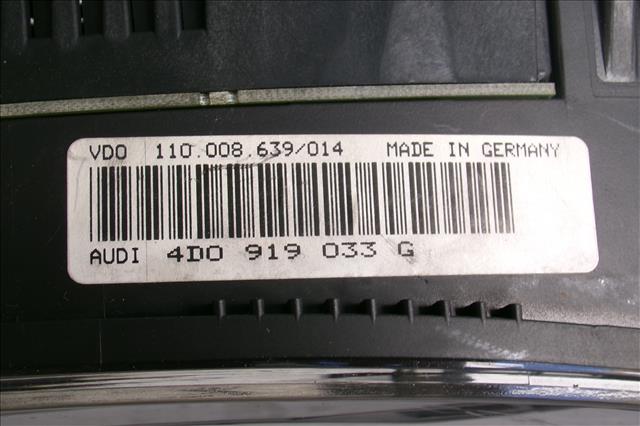 VDO 110.008.639/014 MADE IN GERMANY
AUDI 4D0 919 033 G